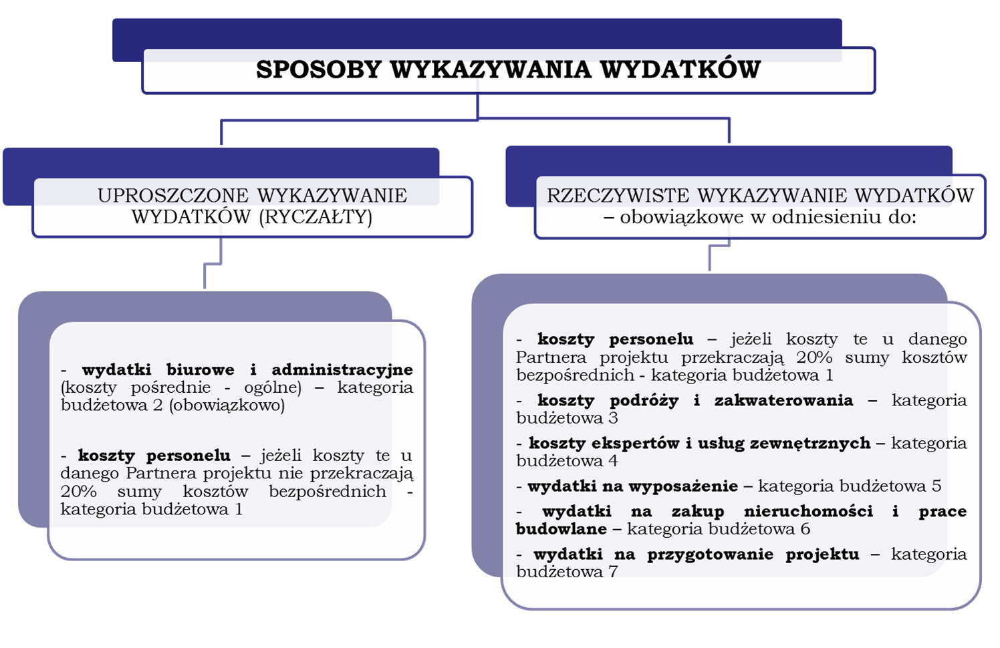 SPOSOBY WYKAZYWANIA WYDATKÓW
UPROSZCZONE WYKAZYWANIE
WYDATKÓW (RYCZAŁTY)
- wydatki biurowe i administracyjne
(koszty pośrednie - ogólne) – kategoria
budżetowa 2 (obowiązkowo)
- koszty personelu – jeżeli koszty te u
danego Partnera projektu nie przekraczają
20% sumy kosztów bezpośrednich -
kategoria budżetowa 1
RZECZYWISTE WYKAZYWANIE WYDATKÓW
– obowiązkowe w odniesieniu do:
- koszty personelu – jeżeli koszty te u danego
Partnera projektu przekraczają 20% sumy kosztów
bezpośrednich - kategoria budżetowa 1
- koszty podróży i zakwaterowania – kategoria
budżetowa 3
- koszty ekspertów i usług zewnętrznych – kategoria
budżetowa 4
- wydatki na wyposażenie – kategoria budżetowa 5
- wydatki na zakup nieruchomości i prace
budowlane – kategoria budżetowa 6
- wydatki na przygotowanie projektu – kategoria
budżetowa 7